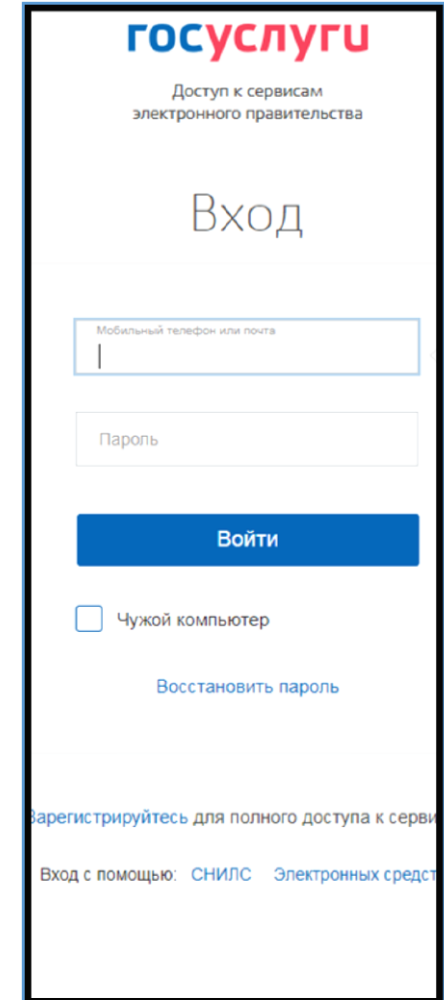 госуслуги
Доступ к сервисам
электронного правительства
Вход
Мобильный телефон или почта
Пароль
Войти
Чужой компьютер
Восстановить пароль
Зарегистрируйтесь для полного доступа к серви
Вход с помощью: СНИЛС Электронных средст